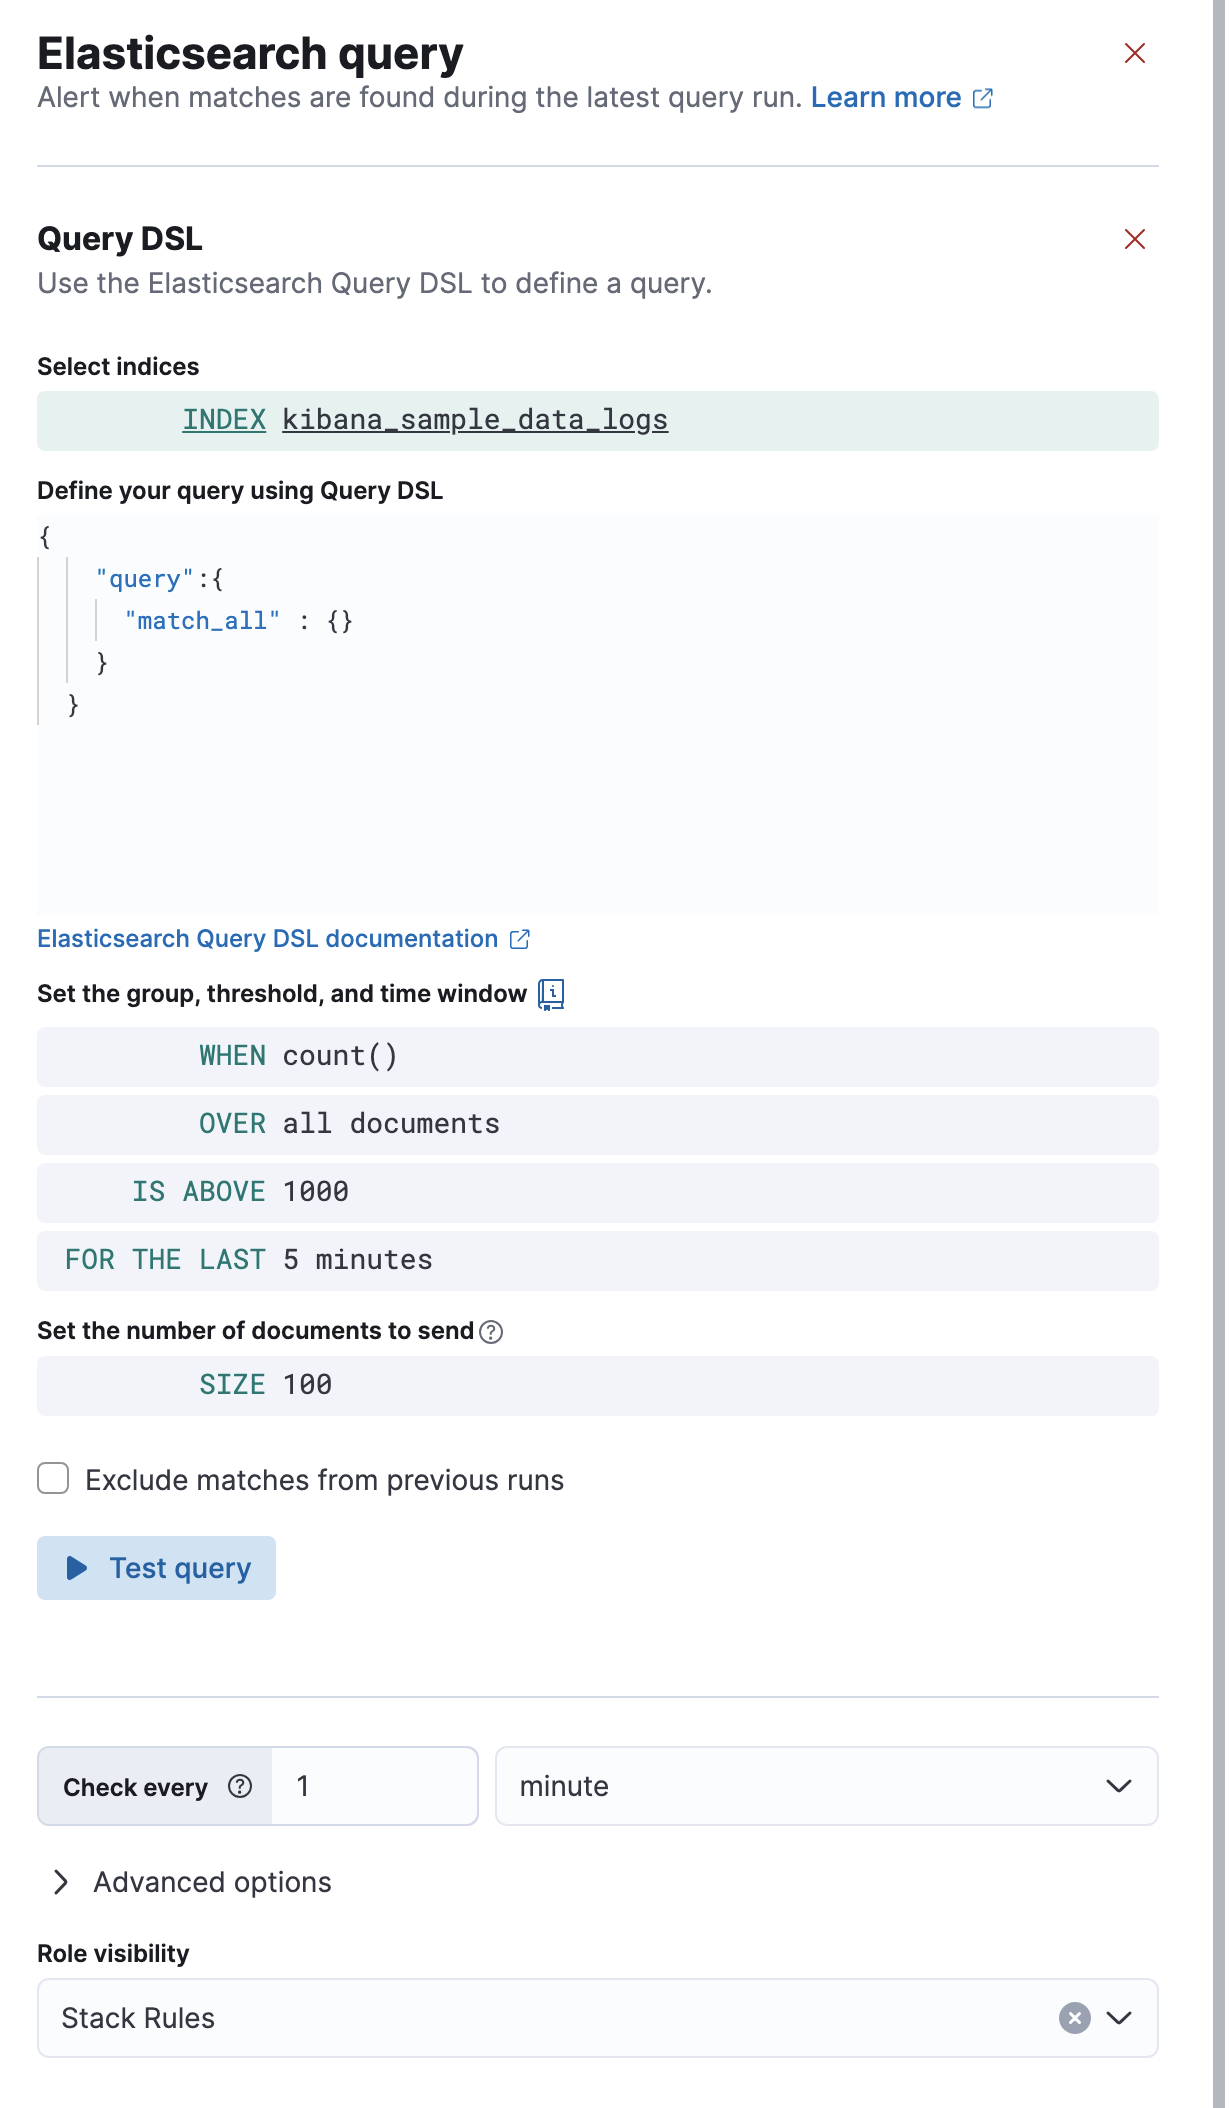 Elasticsearch query
Alert when matches are found during the latest query run. Learn more
Query DSL
Use the Elasticsearch Query DSL to define a query.
Select indices
INDEX kibana_sample_data_logs
Define your query using Query DSL
{
"query":{
"match_all" : {}
}
}
Elasticsearch Query DSL documentation
Set the group, threshold, and time window
WHEN count()
OVER all documents
IS ABOVE 1000
FOR THE LAST 5 minutes
Set the number of documents to send
SIZE 100
Exclude matches from previous runs
Test query
Check every 1 minute
Advanced options
Role visibility
Stack Rules